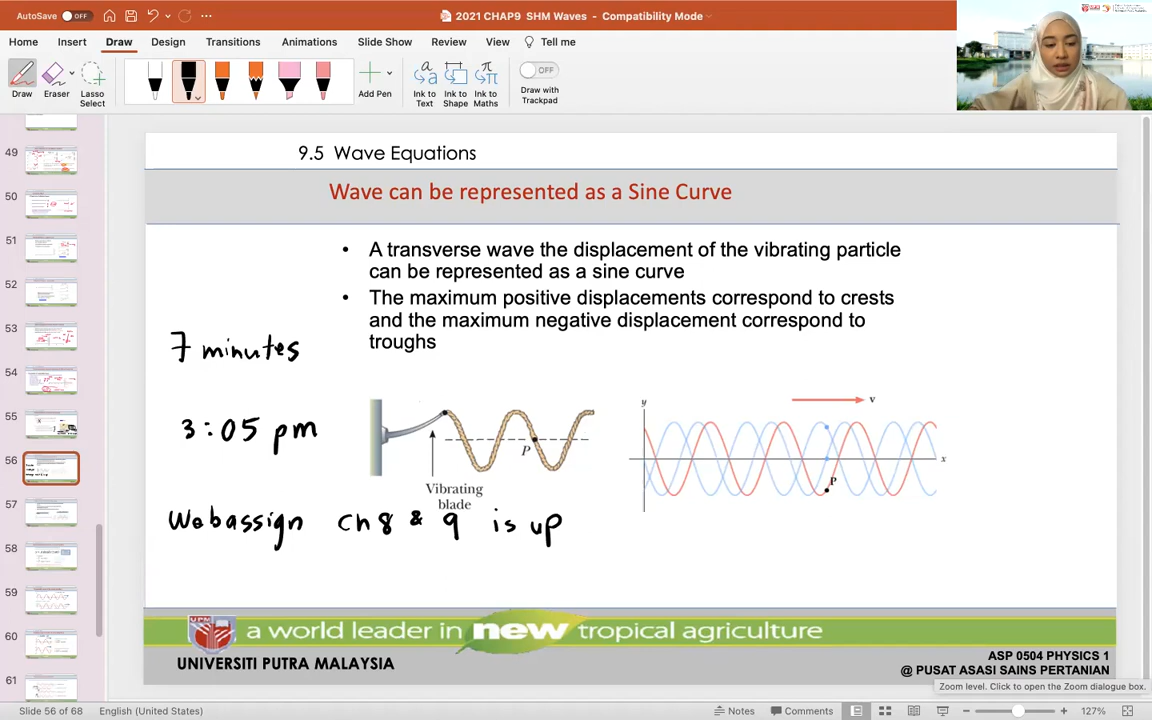 AutoSave OFF 2021 CHAP9 SHM Waves - Compatibility Mode
Home Insert Draw Design Transitions Animations Slide Show Review View Tell me
OFF
Draw Eraser Lasso Select Add Pen Ink to Text Ink to Shape Ink to Maths Draw with Trackpad
9.5 Wave Equations
Wave can be represented as a Sine Curve
• A transverse wave the displacement of the vibrating particle
can be represented as a sine curve
• The maximum positive displacements correspond to crests
and the maximum negative displacement correspond to
troughs
7 minutes
3:05 pm
P
Vibrating
blade
y
v
x
P
Webassign ch 8 & 9 is up
UPM
a world leader in new tropical agriculture
UNIVERSITI PUTRA MALAYSIA
ASP 0504 PHYSICS 1
@ PUSAT ASASI SAINS PERTANIAN
Zoom level. Click to open the Zoom dialogue box.
49
50
51
52
53
54
55
56
57
58
59
60
61
Slide 56 of 68 English (United States) Notes Comments 127%